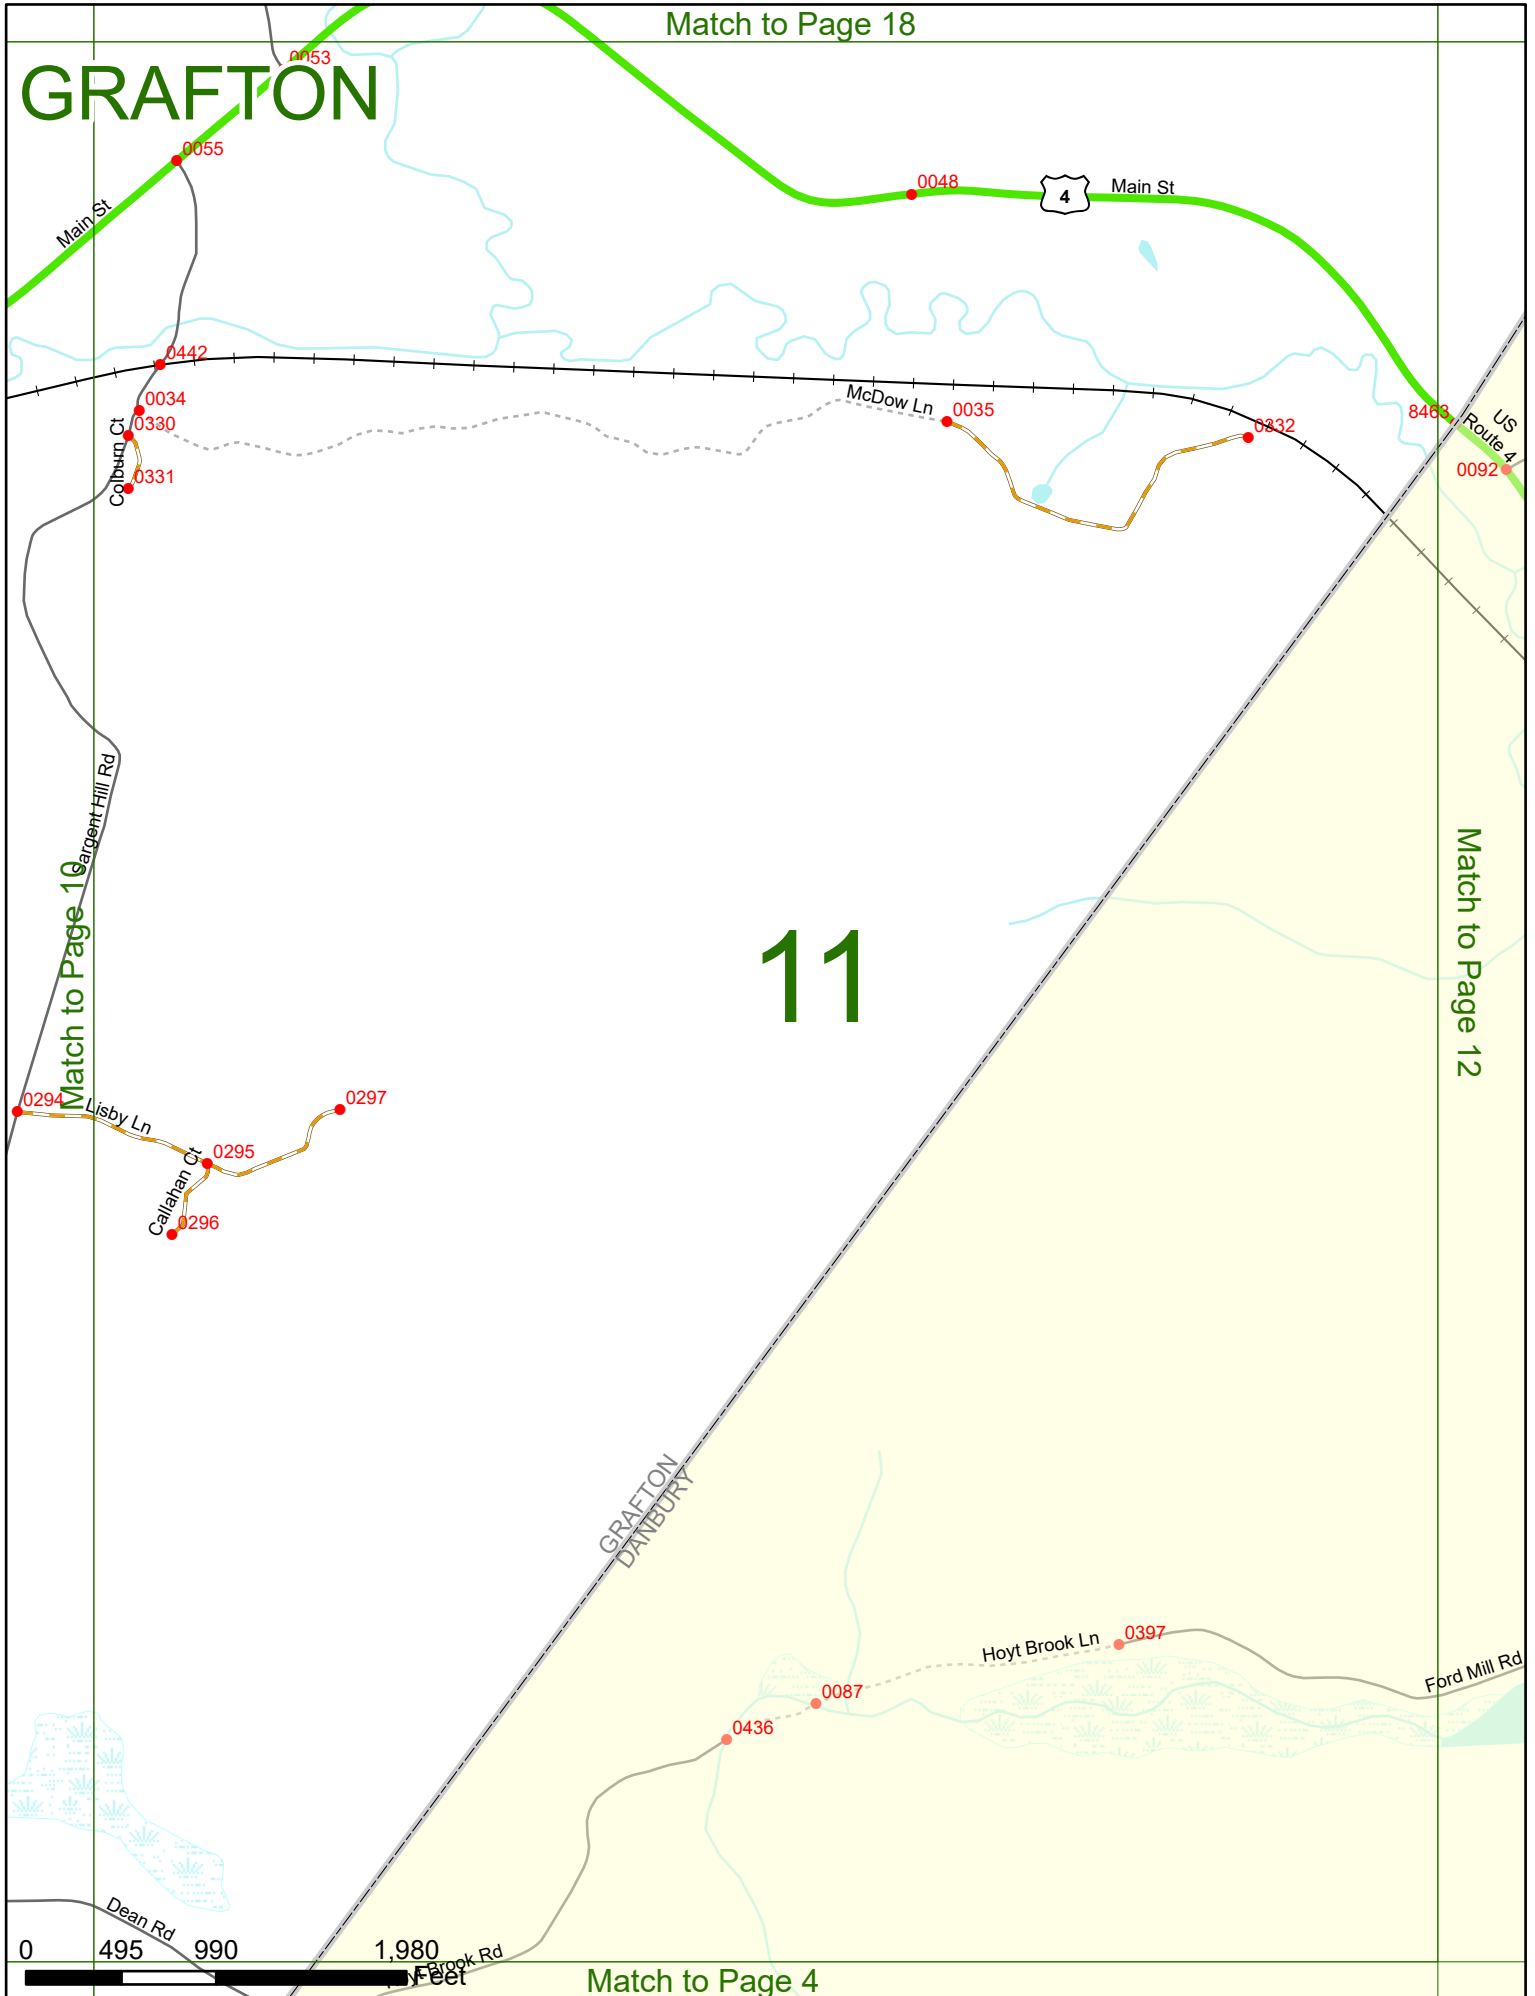 Match to Page 18
0053
GRAFTON
0055
0048
4
Main St
Main St
0442
0034
0330
Colburn Ct
0331
McDow Ln
0035
0332
8463
US
Route 4
0092
Sargent Hill Rd
Match to Page 10
Match to Page 12
11
0294
Lisby Ln
0297
0295
Callahan Ct
0296
GRAFTON
DANBURY
Hoyt Brook Ln
0397
Ford Mill Rd
0087
0436
Dean Rd
0 495 990 1,980
Feet
Brook Rd
Match to Page 4